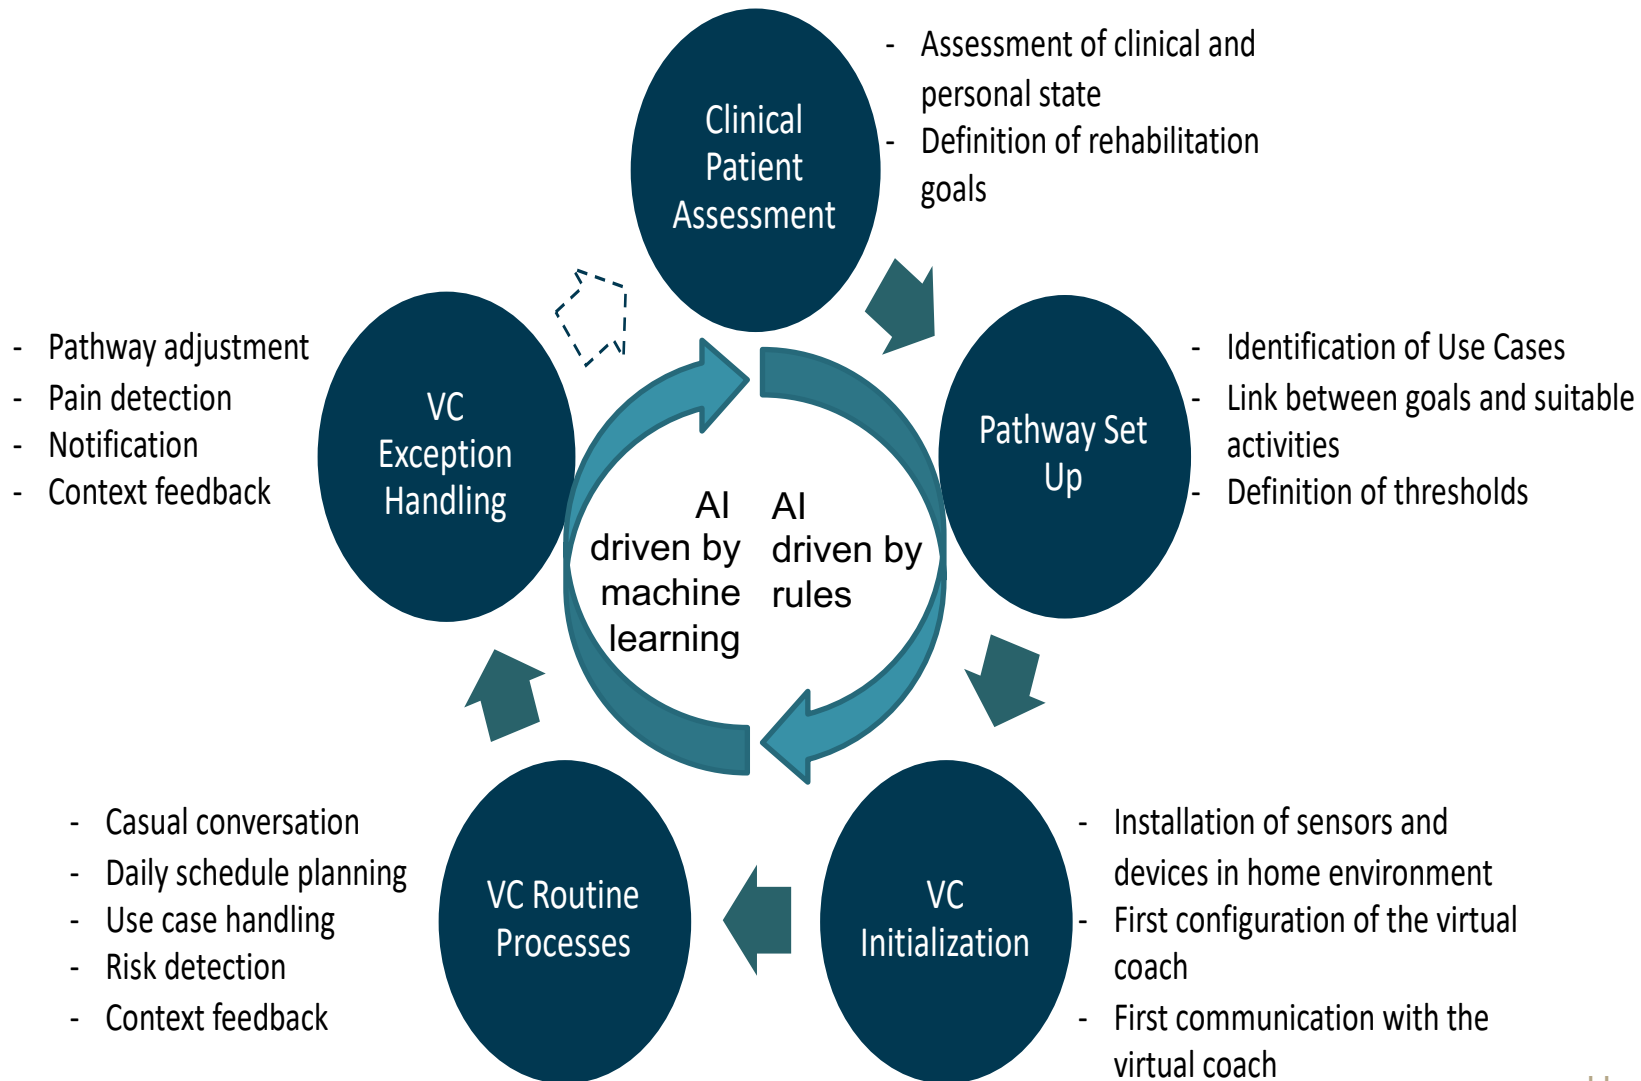 Clinical
Patient
Assessment
- Assessment of clinical and
personal state
- Definition of rehabilitation
goals
Pathway Set
Up
- Identification of Use Cases
- Link between goals and suitable
activities
- Definition of thresholds
VC
Initialization
- Installation of sensors and
devices in home environment
- First configuration of the virtual
coach
- First communication with the
virtual coach
VC Routine
Processes
- Casual conversation
- Daily schedule planning
- Use case handling
- Risk detection
- Context feedback
VC
Exception
Handling
- Pathway adjustment
- Pain detection
- Notification
- Context feedback
AI
driven by
machine
learning
AI
driven by
rules